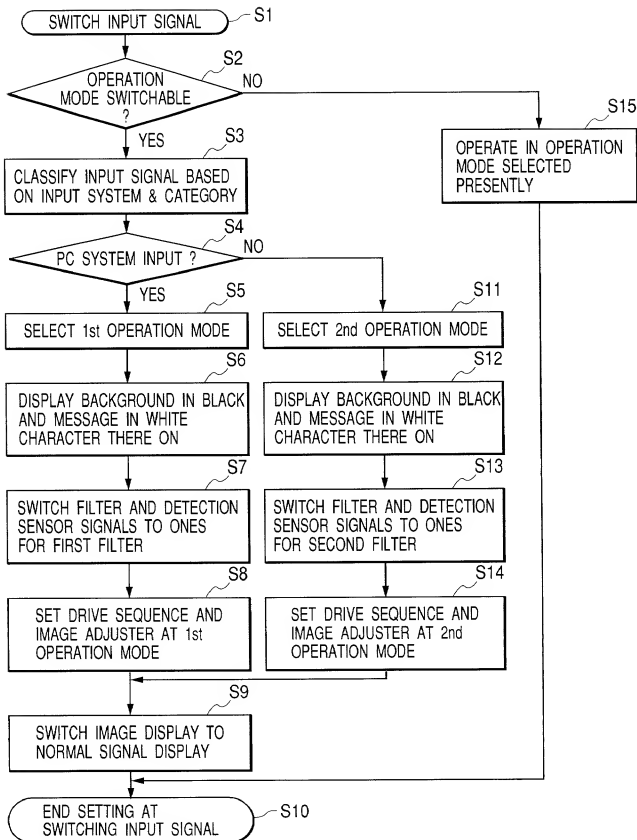 SWITCH INPUT SIGNAL
S1
OPERATION
MODE SWITCHABLE
?
S2
NO
YES
S15
OPERATE IN OPERATION
MODE SELECTED
PRESENTLY
S3
CLASSIFY INPUT SIGNAL BASED
ON INPUT SYSTEM & CATEGORY
S4
PC SYSTEM INPUT ?
NO
YES
S5
SELECT 1st OPERATION MODE
S11
SELECT 2nd OPERATION MODE
S6
DISPLAY BACKGROUND IN BLACK
AND MESSAGE IN WHITE
CHARACTER THERE ON
S12
DISPLAY BACKGROUND IN BLACK
AND MESSAGE IN WHITE
CHARACTER THERE ON
S7
SWITCH FILTER AND DETECTION
SENSOR SIGNALS TO ONES
FOR FIRST FILTER
S13
SWITCH FILTER AND DETECTION
SENSOR SIGNALS TO ONES
FOR SECOND FILTER
S8
SET DRIVE SEQUENCE AND
IMAGE ADJUSTER AT 1st
OPERATION MODE
S14
SET DRIVE SEQUENCE AND
IMAGE ADJUSTER AT 2nd
OPERATION MODE
S9
SWITCH IMAGE DISPLAY TO
NORMAL SIGNAL DISPLAY
END SETTING AT
SWITCHING INPUT SIGNAL
S10